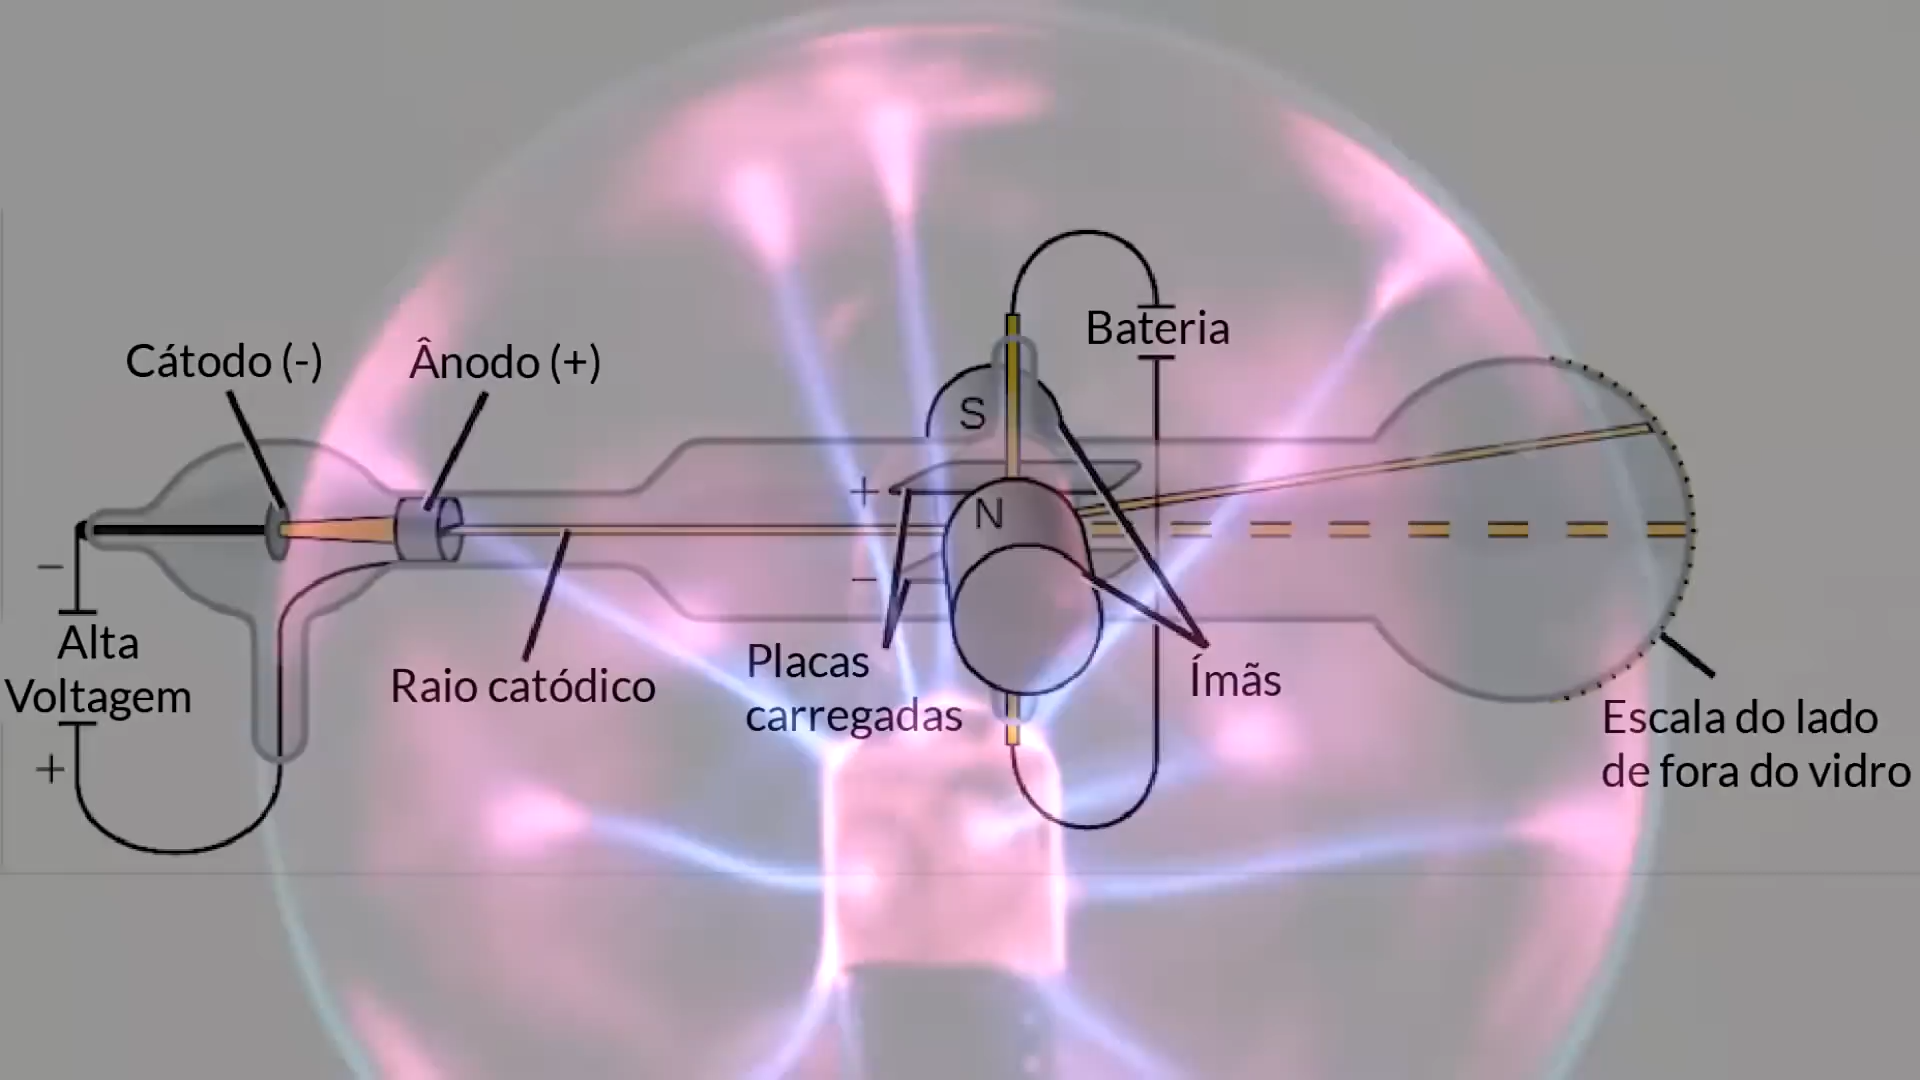 Bateria
Cátodo (-)
Ânodo (+)
S
+
N
−
−
Alta
Voltagem
+
Raio catódico
Placas
carregadas
Ímãs
Escala do lado
de fora do vidro